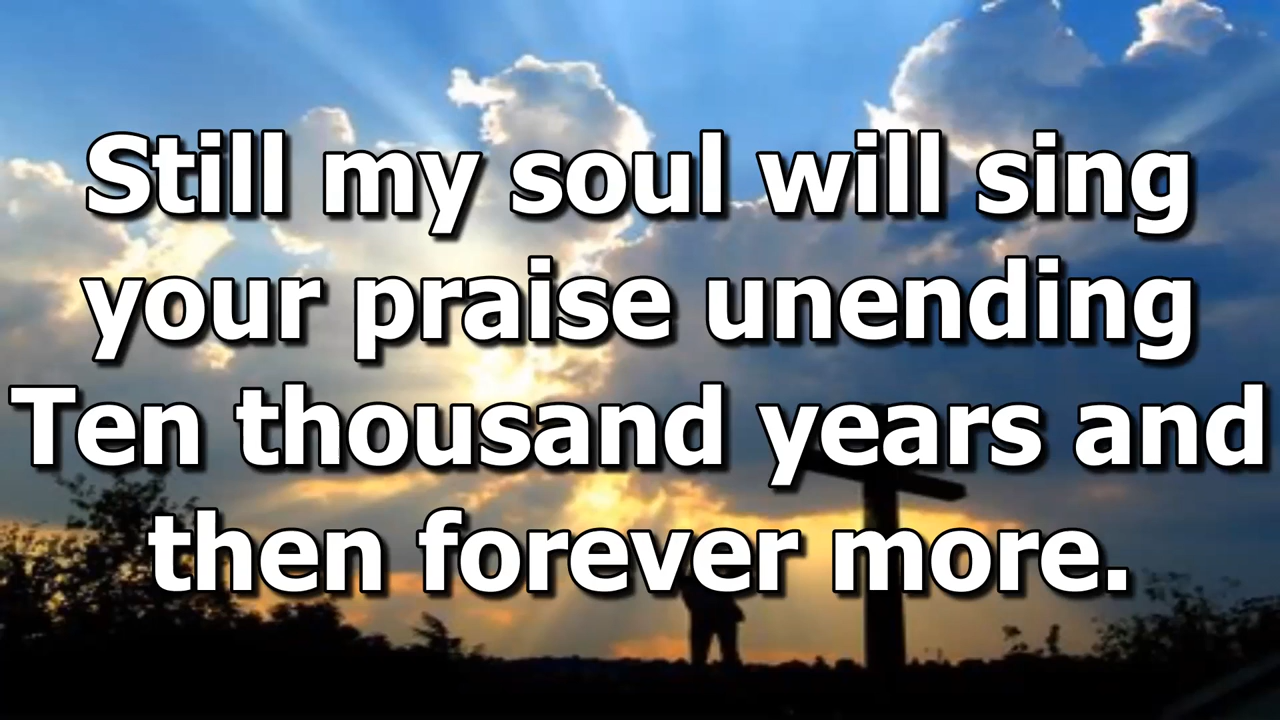 Still my soul will sing
your praise unending
Ten thousand years and
then forever more.